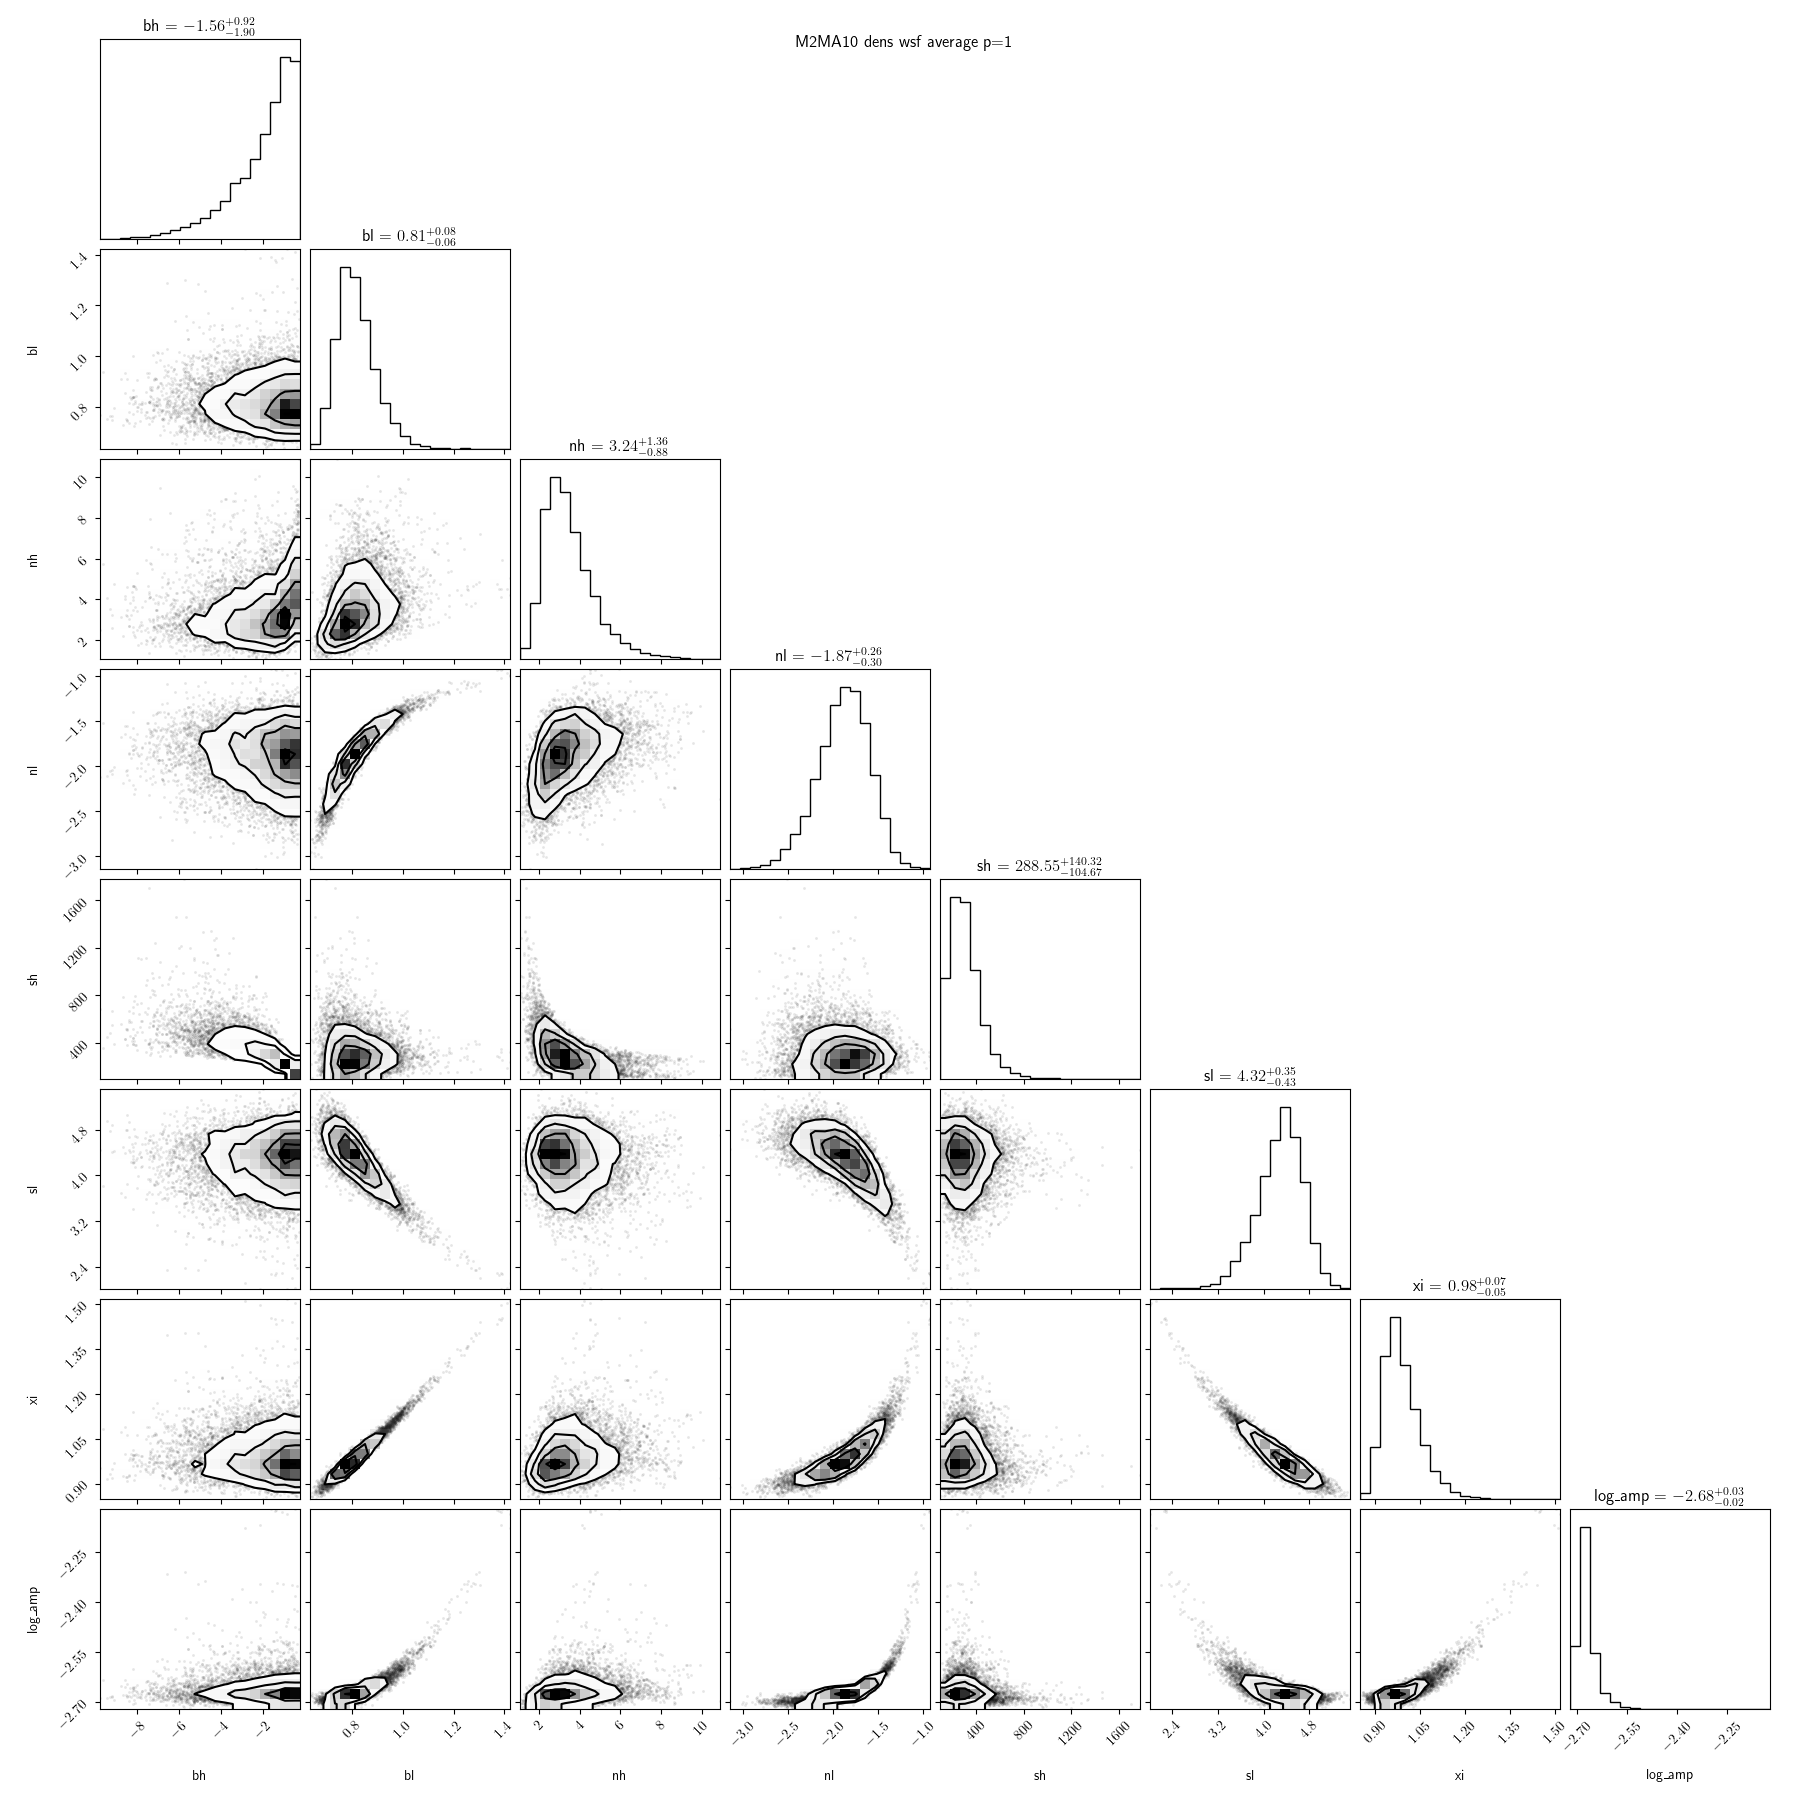 M2MA10 dens wsf average p=1
bh = −1.56+0.92 −1.90
bl = 0.81+0.08 −0.06
bl
1.4
1.2
1.0
0.8
nh = 3.24+1.36 −0.88
nh
10
8
6
4
2
nl = −1.87+0.26 −0.30
nl
−1.0
−1.5
−2.0
−2.5
−3.0
sh = 288.55+140.32 −104.67
sh
1600
1200
800
400
sl = 4.32+0.35 −0.43
sl
4.8
4.0
3.2
2.4
xi = 0.98+0.07 −0.05
xi
1.50
1.35
1.20
1.05
0.90
log_amp = −2.68+0.03 −0.02
log_amp
−2.25
−2.40
−2.55
−2.70
−8 −6 −4 −2 0.8 1.0 1.2 1.4 2 4 6 8 10 −3.0 −2.5 −2.0 −1.5 −1.0 400 800 1200 1600 2.4 3.2 4.0 4.8 0.90 1.05 1.20 1.35 1.50 −2.70 −2.55 −2.40 −2.25
bh bl nh nl sh sl xi log_amp